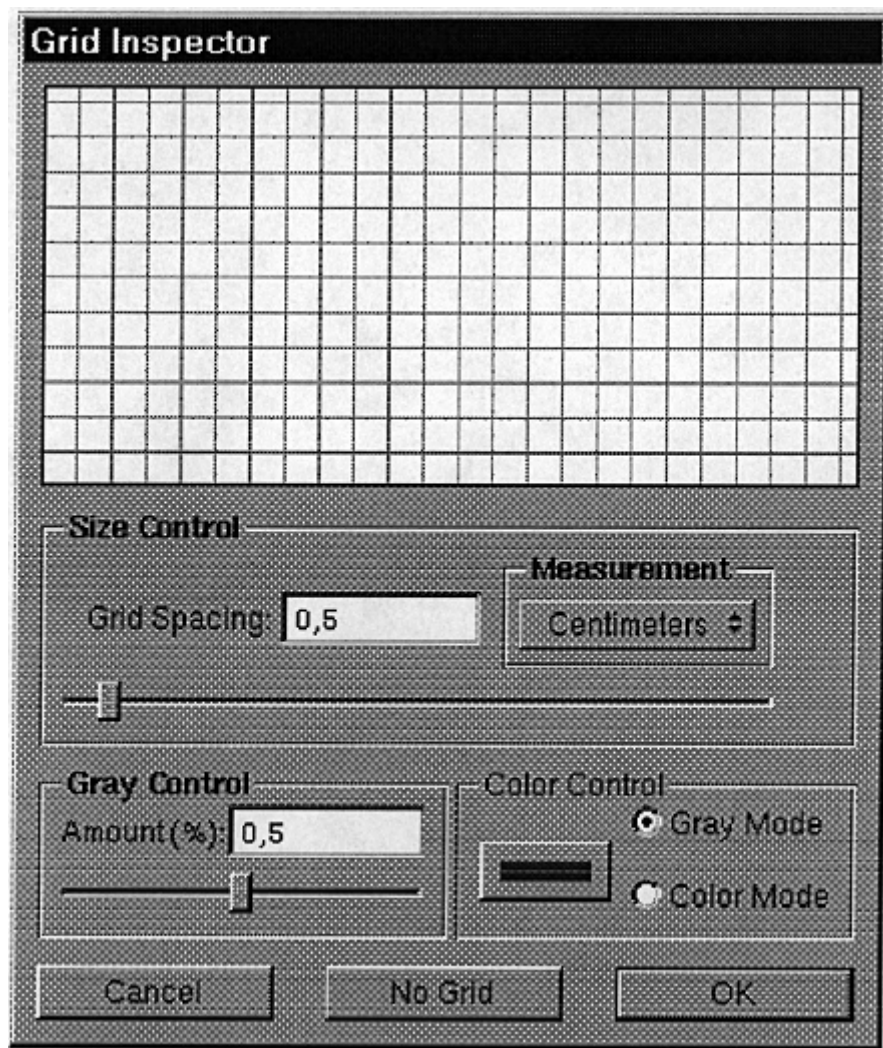 Grid Inspector
Size Control
Measurement
Grid Spacing: 0,5
Centimeters
Gray Control
Color Control
Amount(%): 0,5
Gray Mode
Color Mode
Cancel
No Grid
OK